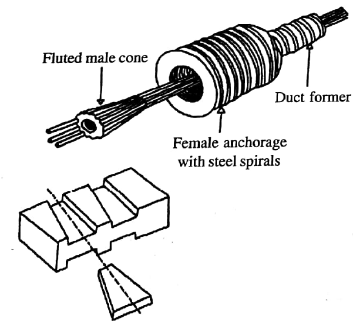 Fluted male cone
Duct former
Female anchorage
with steel spirals